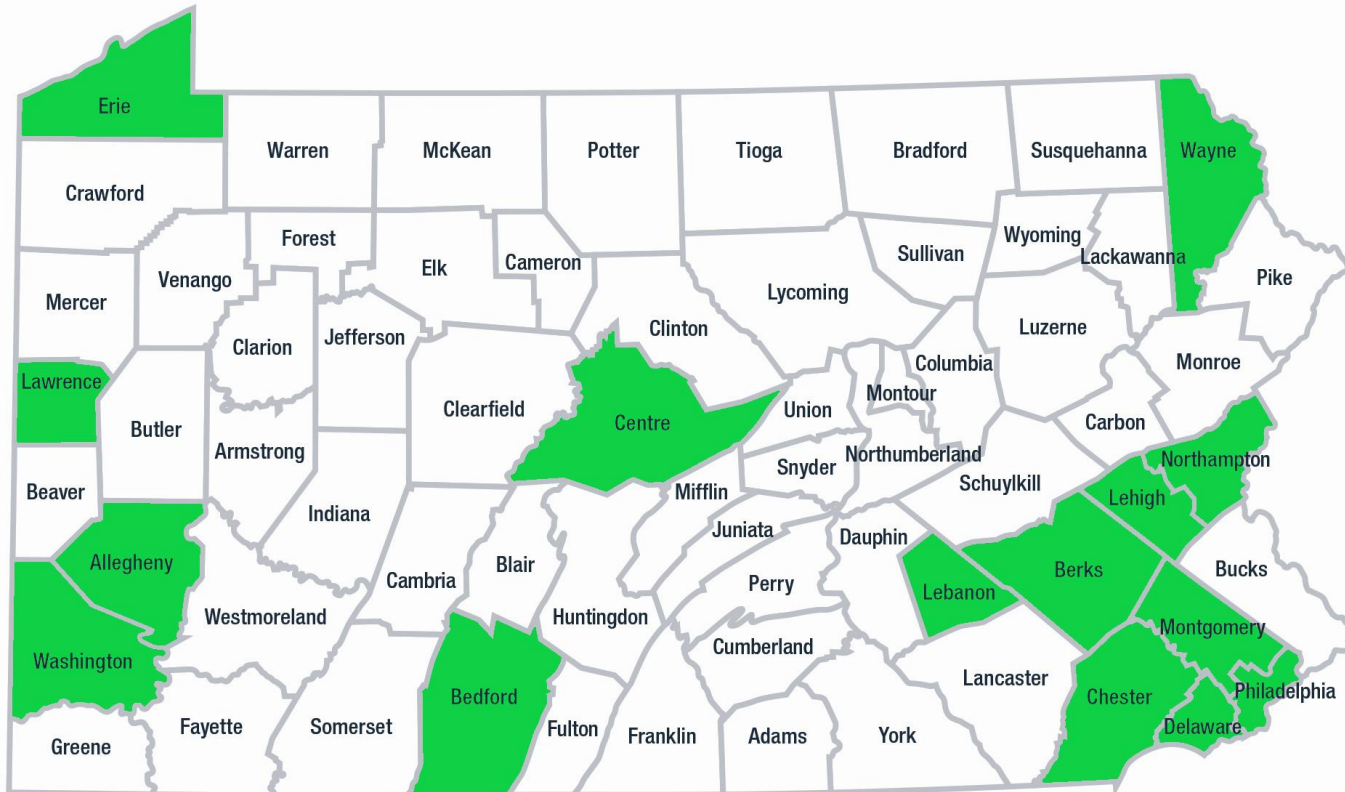 Erie
Warren
McKean
Potter
Tioga
Bradford
Susquehanna
Wayne
Crawford
Forest
Elk
Cameron
Sullivan
Wyoming
Lackawanna
Pike
Venango
Mercer
Lycoming
Clinton
Luzerne
Jefferson
Clarion
Columbia
Monroe
Lawrence
Montour
Butler
Clearfield
Centre
Union
Carbon
Armstrong
Northumberland
Northampton
Snyder
Schuylkill
Beaver
Mifflin
Lehigh
Indiana
Juniata
Dauphin
Allegheny
Blair
Cambria
Perry
Berks
Bucks
Lebanon
Westmoreland
Huntingdon
Montgomery
Cumberland
Washington
Lancaster
Bedford
Chester
Philadelphia
Fayette
Somerset
Fulton
Franklin
Adams
York
Delaware
Greene